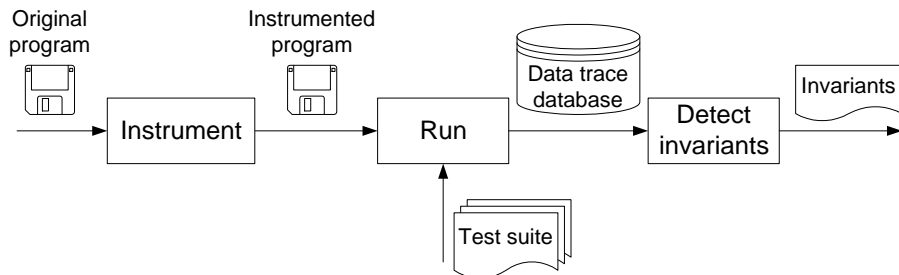 Original
program
Instrumented
program
Data trace
database
Invariants
Instrument
Run
Detect
invariants
Test suite